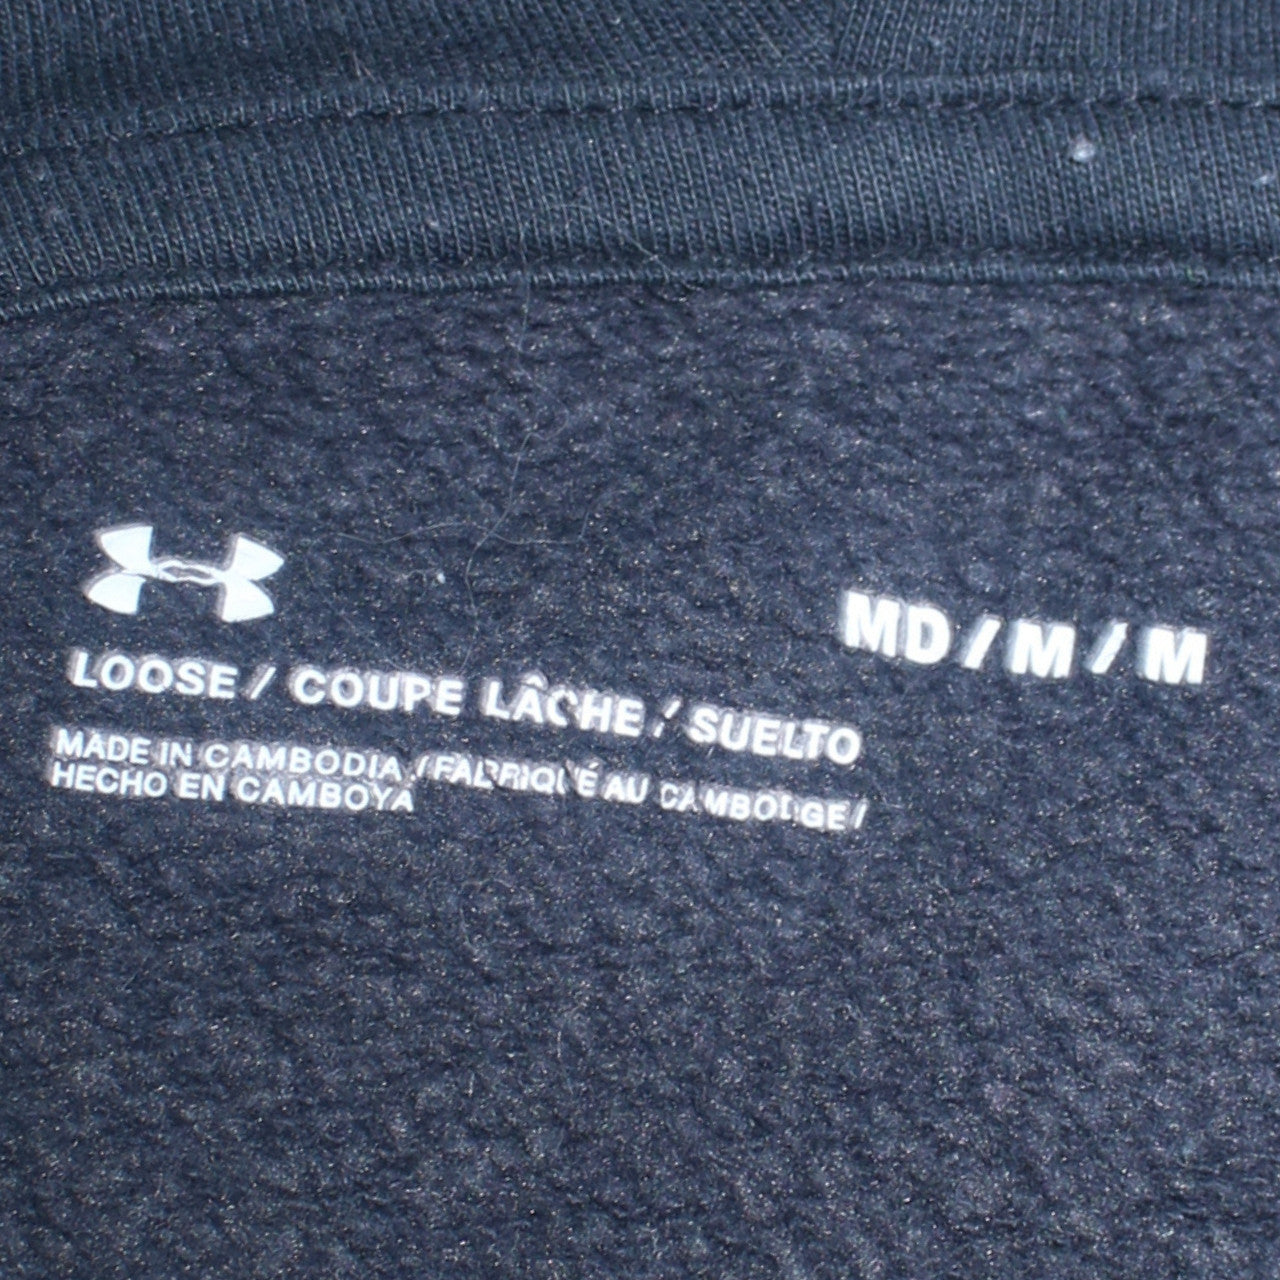 MD / M / M
LOOSE / COUPE LÂCHE / SUELTO
MADE IN CAMBODIA / FABRIQUÉ AU CAMBODGE /
HECHO EN CAMBOYA